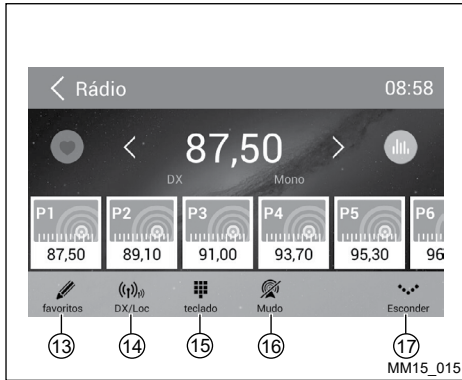 Rádio 08:58
87,50
DX Mono
P1 P2 P3 P4 P5 P6
87,50 89,10 91,00 93,70 95,30 96
favoritos DX/Loc teclado Mudo Esconder
13 14 15 16 17
MM15_015